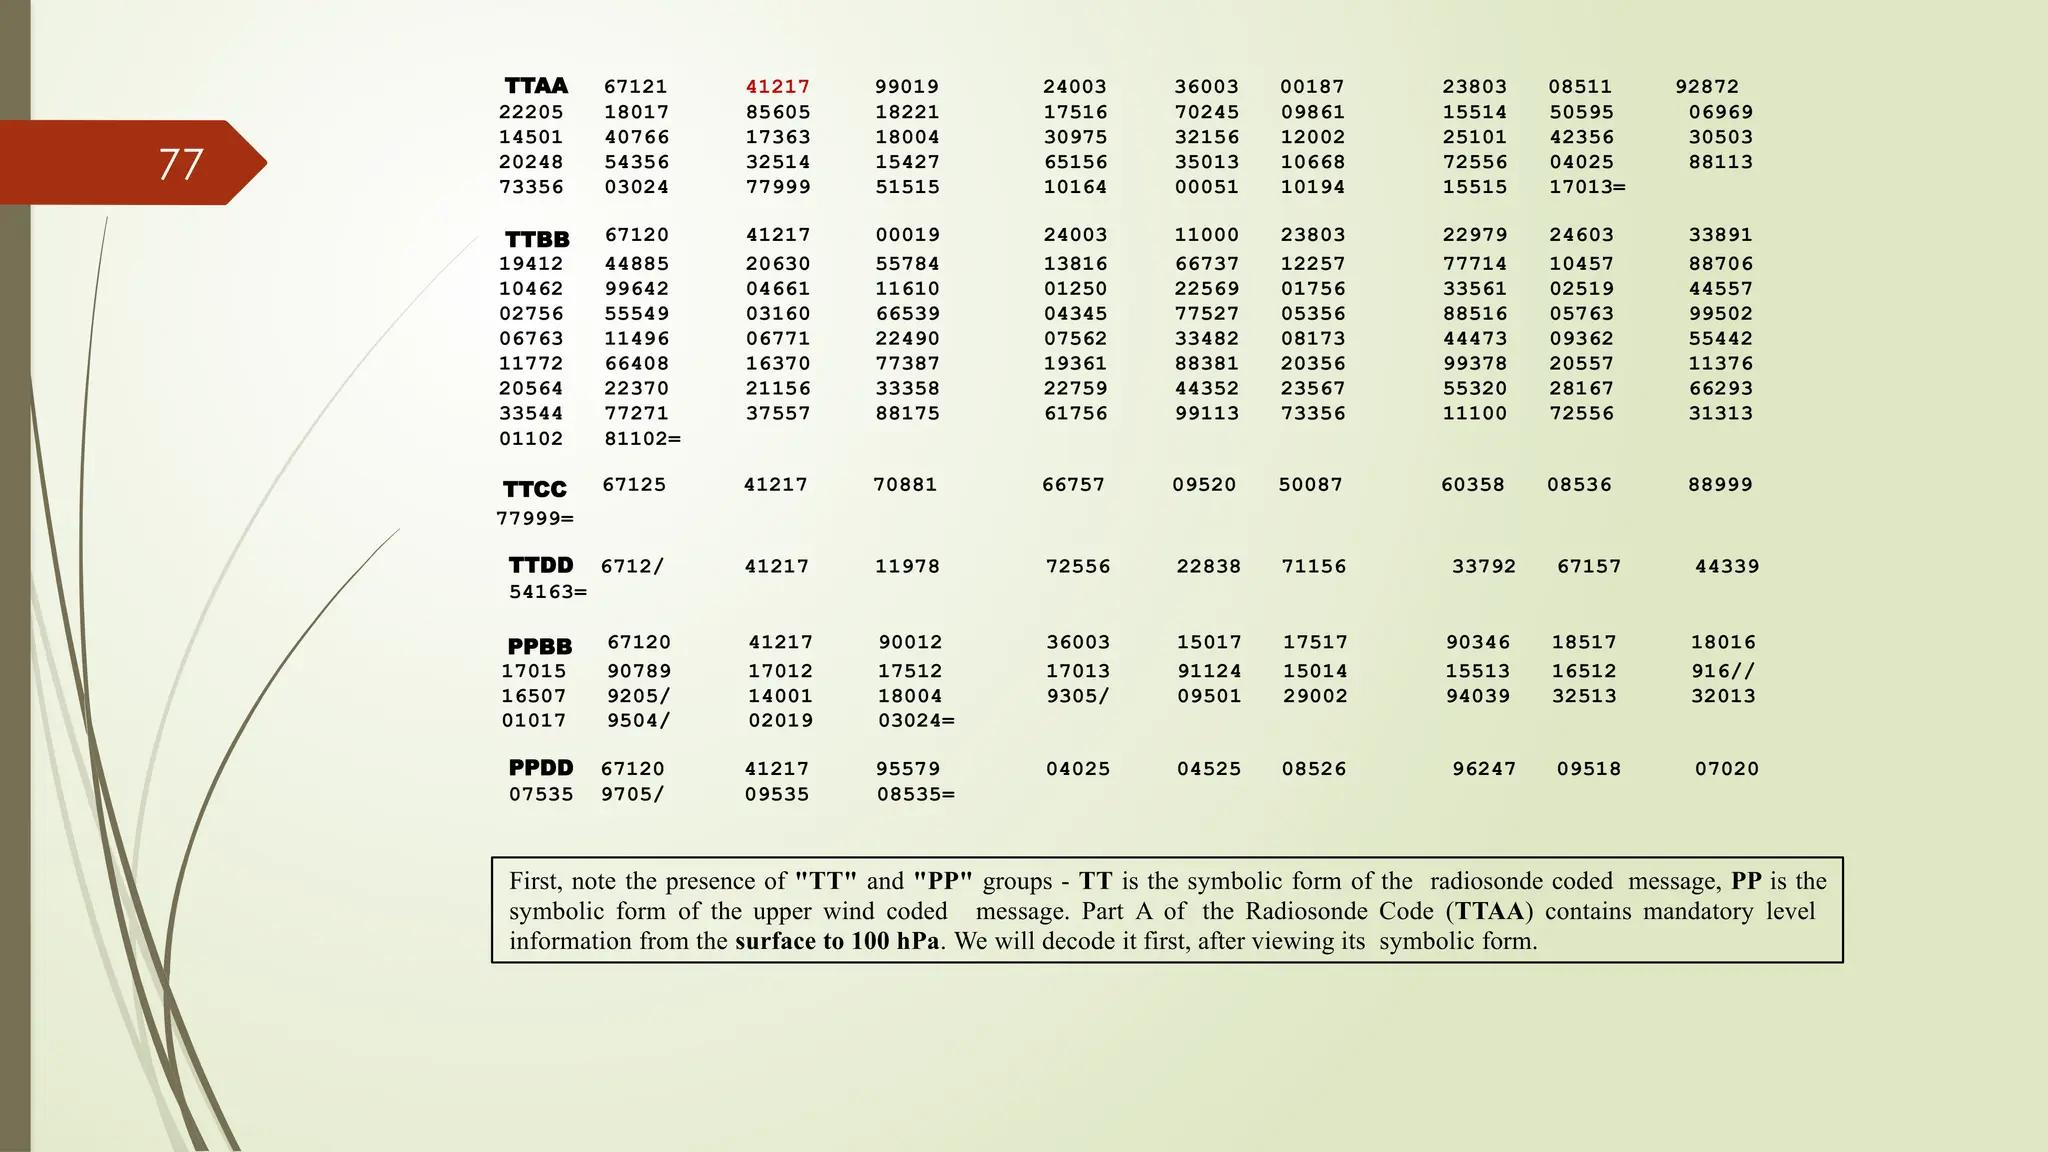 77
TTAA 67121 41217 99019 24003 36003 00187 23803 08511 92872
22205 18017 85605 18221 17516 70245 09861 15514 50595 06969
14501 40766 17363 18004 30975 32156 12002 25101 42356 30503
20248 54356 32514 15427 65156 35013 10668 72556 04025 88113
73356 03024 77999 51515 10164 00051 10194 15515 17013=
TTBB 67120 41217 00019 24003 11000 23803 22979 24603 33891
19412 44885 20630 55784 13816 66737 12257 77714 10457 88706
10462 99642 04661 11610 01250 22569 01756 33561 02519 44557
02756 55549 03160 66539 04345 77527 05356 88516 05763 99502
06763 11496 06771 22490 07562 33482 08173 44473 09362 55442
11772 66408 16370 77387 19361 88381 20356 99378 20557 11376
20564 22370 21156 33358 22759 44352 23567 55320 28167 66293
33544 77271 37557 88175 61756 99113 73356 11100 72556 31313
01102 81102=
TTCC 67125 41217 70881 66757 09520 50087 60358 08536 88999
77999=
TTDD 6712/ 41217 11978 72556 22838 71156 33792 67157 44339
54163=
PPBB 67120 41217 90012 36003 15017 17517 90346 18517 18016
17015 90789 17012 17512 17013 91124 15014 15513 16512 916//
16507 9205/ 14001 18004 9305/ 09501 29002 94039 32513 32013
01017 9504/ 02019 03024=
PPDD 67120 41217 95579 04025 04525 08526 96247 09518 07020
07535 9705/ 09535 08535=
First, note the presence of "TT" and "PP" groups - TT is the symbolic form of the radiosonde coded message, PP is the
symbolic form of the upper wind coded message. Part A of the Radiosonde Code (TTAA) contains mandatory level
information from the surface to 100 hPa. We will decode it first, after viewing its symbolic form.